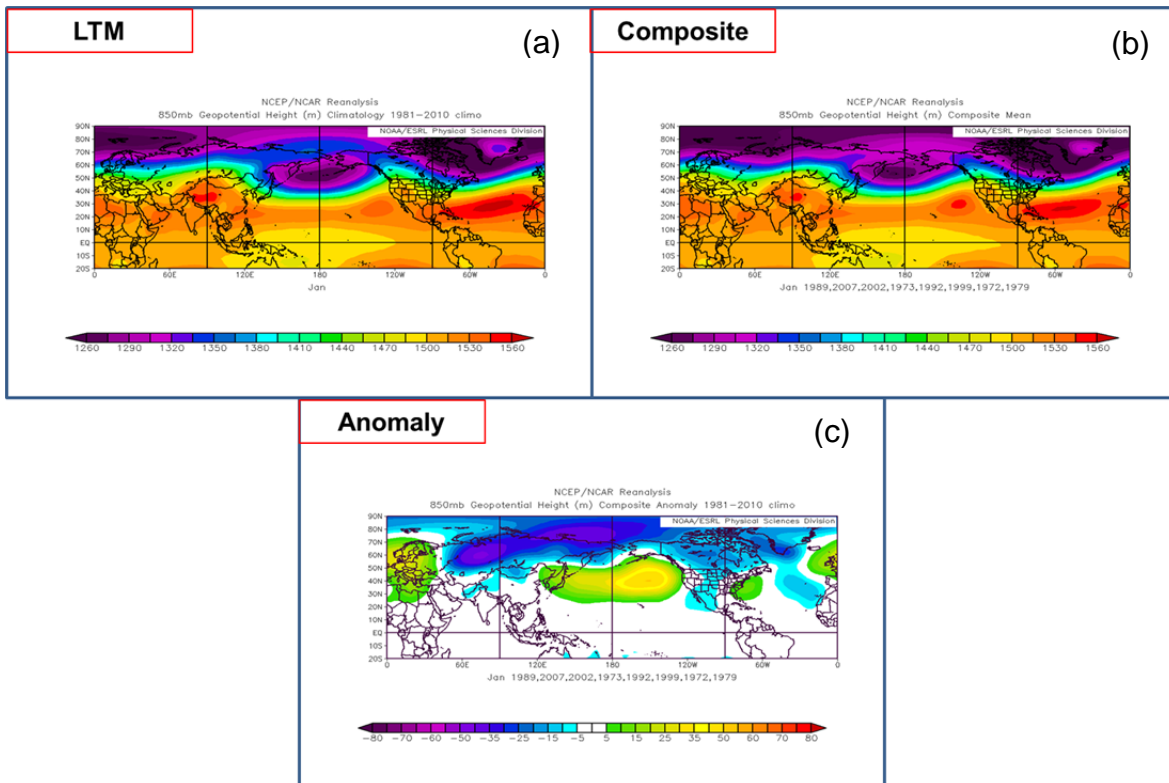 LTM
(a)
NCEP/NCAR Reanalysis
850mb Geopotential Height (m) Climatology 1981-2010 climo
NOAA/ESRL Physical Sciences Division
90N
80N
70N
60N
50N
40N
30N
20N
10N
EQ
10S
20S
0 60E 120E 180 120W 60W 0
Jan
1260 1290 1320 1350 1380 1410 1440 1470 1500 1530 1560
Composite
(b)
NCEP/NCAR Reanalysis
850mb Geopotential Height (m) Composite Mean
NOAA/ESRL Physical Sciences Division
90N
80N
70N
60N
50N
40N
30N
20N
10N
EQ
10S
20S
0 60E 120E 180 120W 60W 0
Jan 1989,2007,2002,1973,1992,1999,1972,1979
1260 1290 1320 1350 1380 1410 1440 1470 1500 1530 1560
Anomaly
(c)
NCEP/NCAR Reanalysis
850mb Geopotential Height (m) Composite Anomaly 1981-2010 climo
NOAA/ESRL Physical Sciences Division
90N
80N
70N
60N
50N
40N
30N
20N
10N
EQ
10S
20S
0 60E 120E 180 120W 60W 0
Jan 1989,2007,2002,1973,1992,1999,1972,1979
-80 -70 -60 -50 -35 -25 -15 -5 5 15 25 35 50 60 70 80